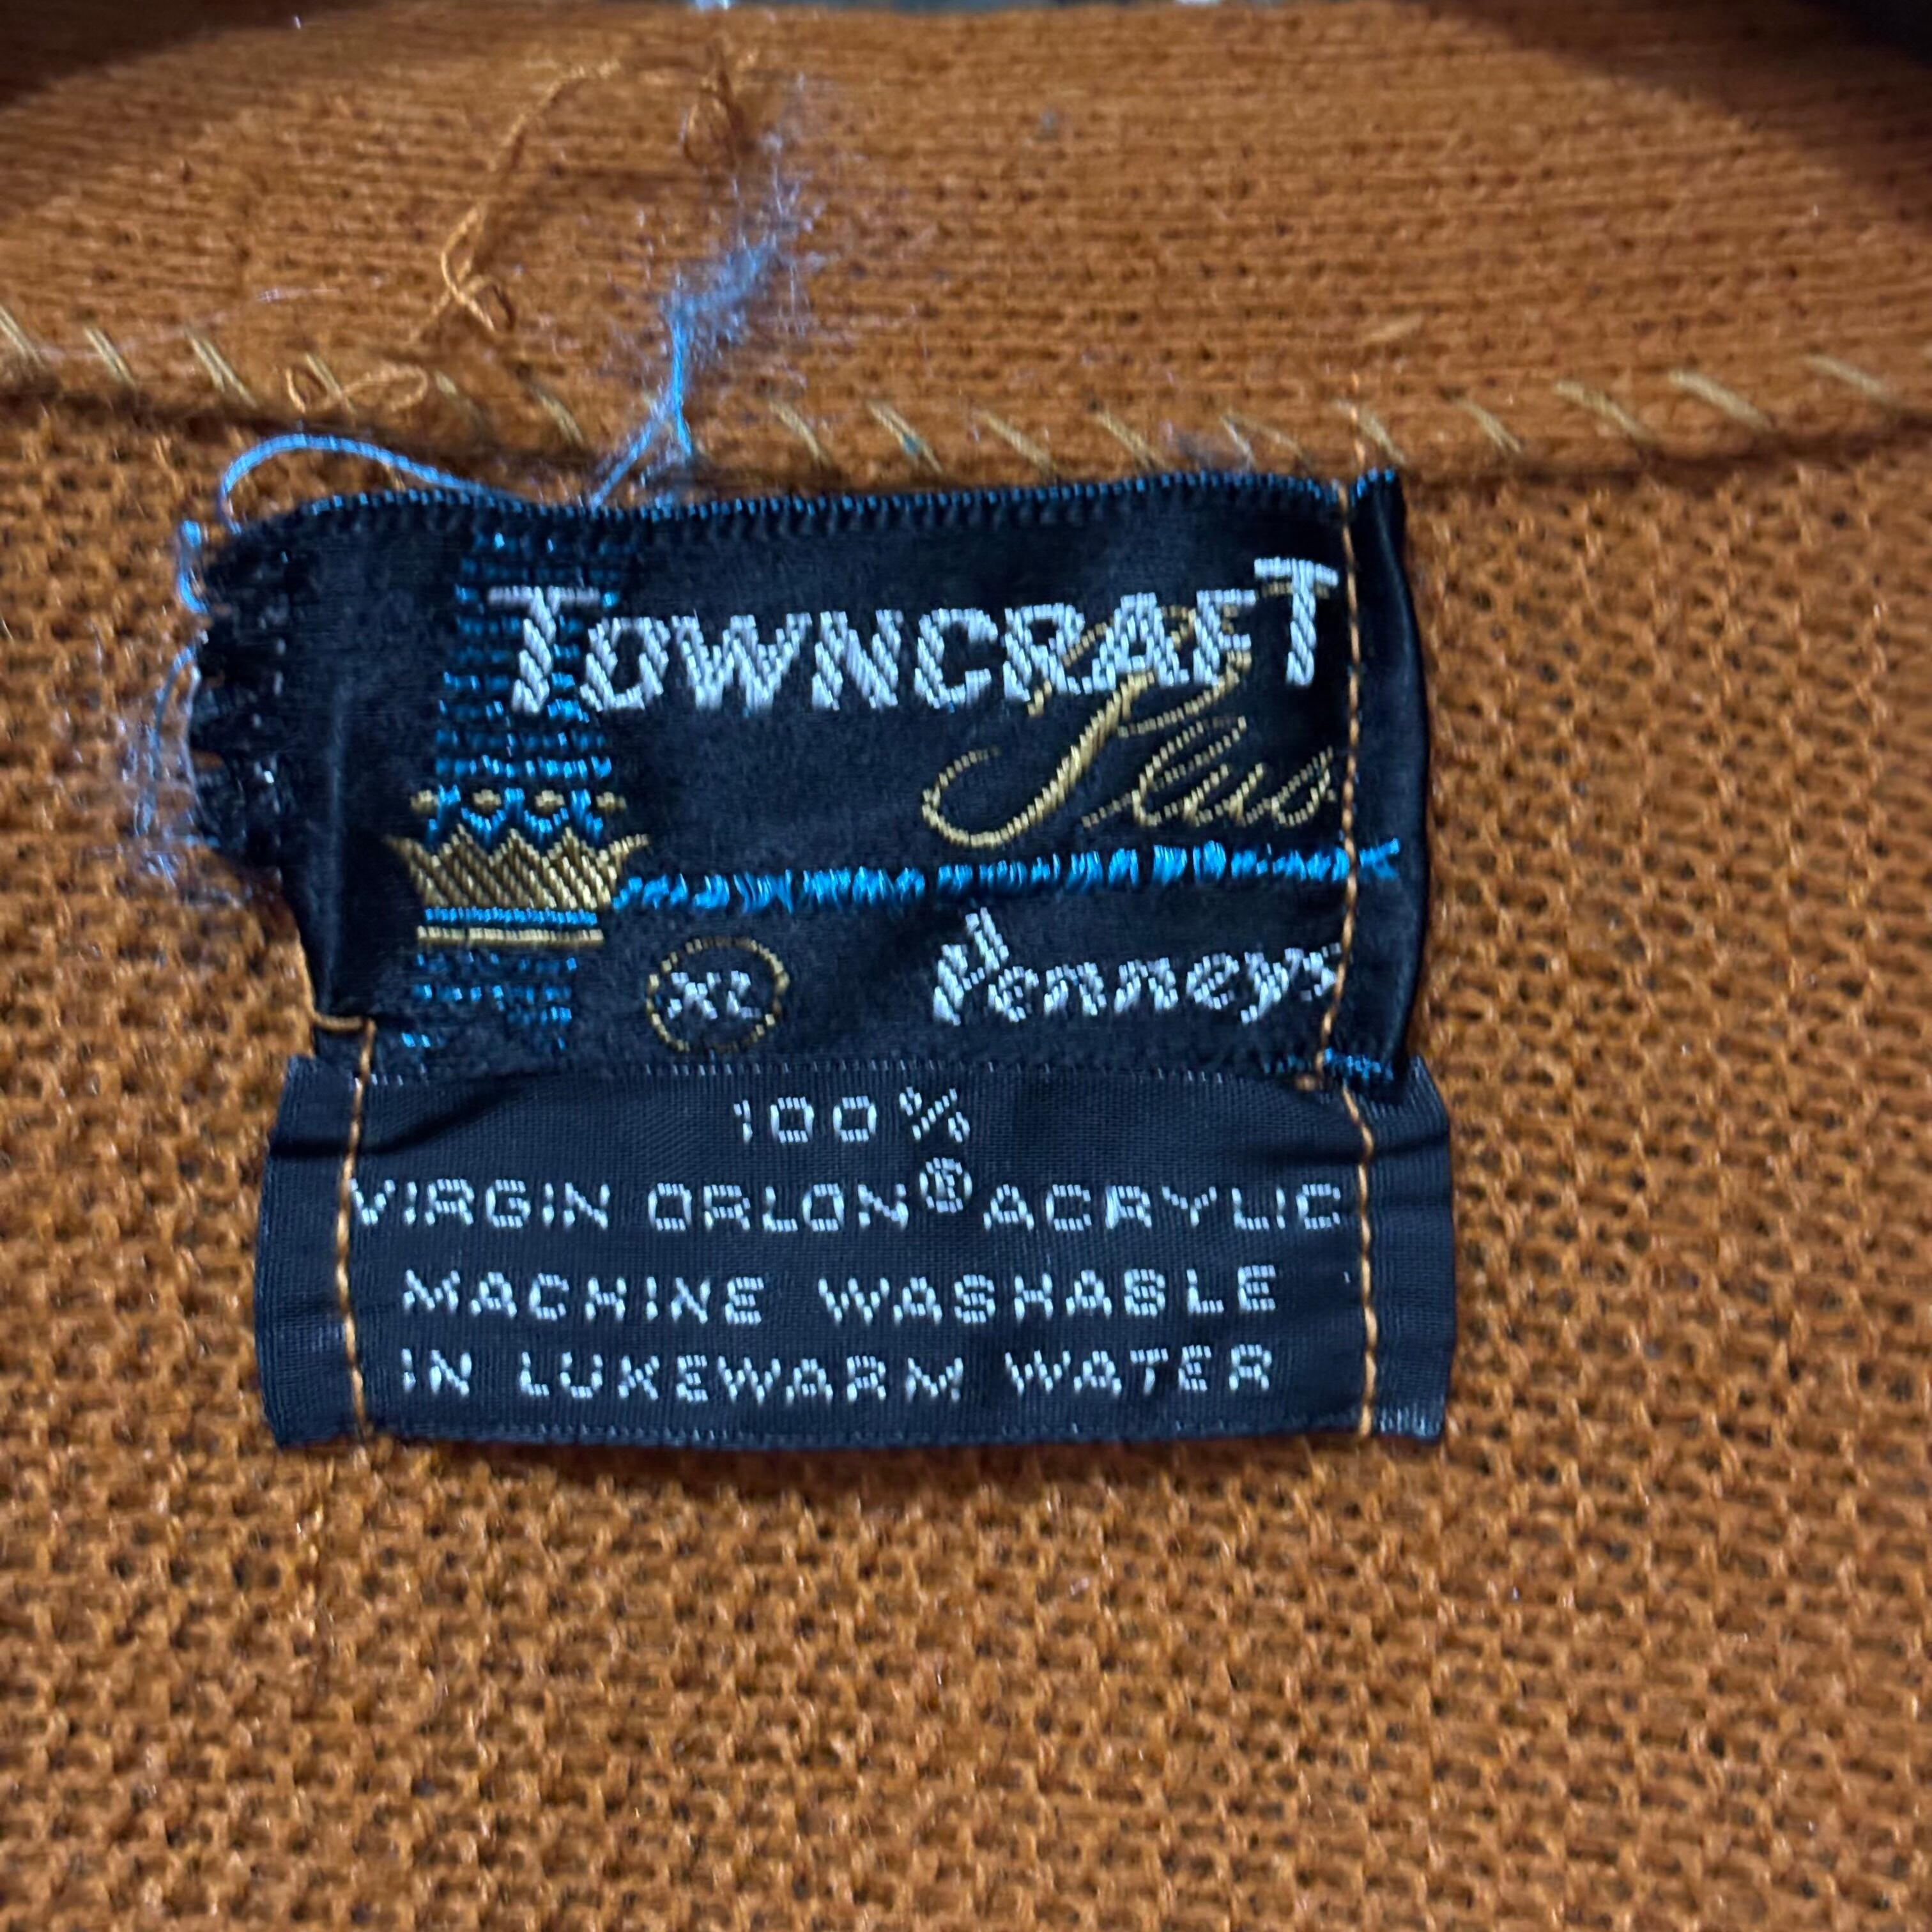 TOWNCRAFT
Plus
XL Penneys
100%
VIRGIN ORLON® ACRYLIC
MACHINE WASHABLE
IN LUKEWARM WATER